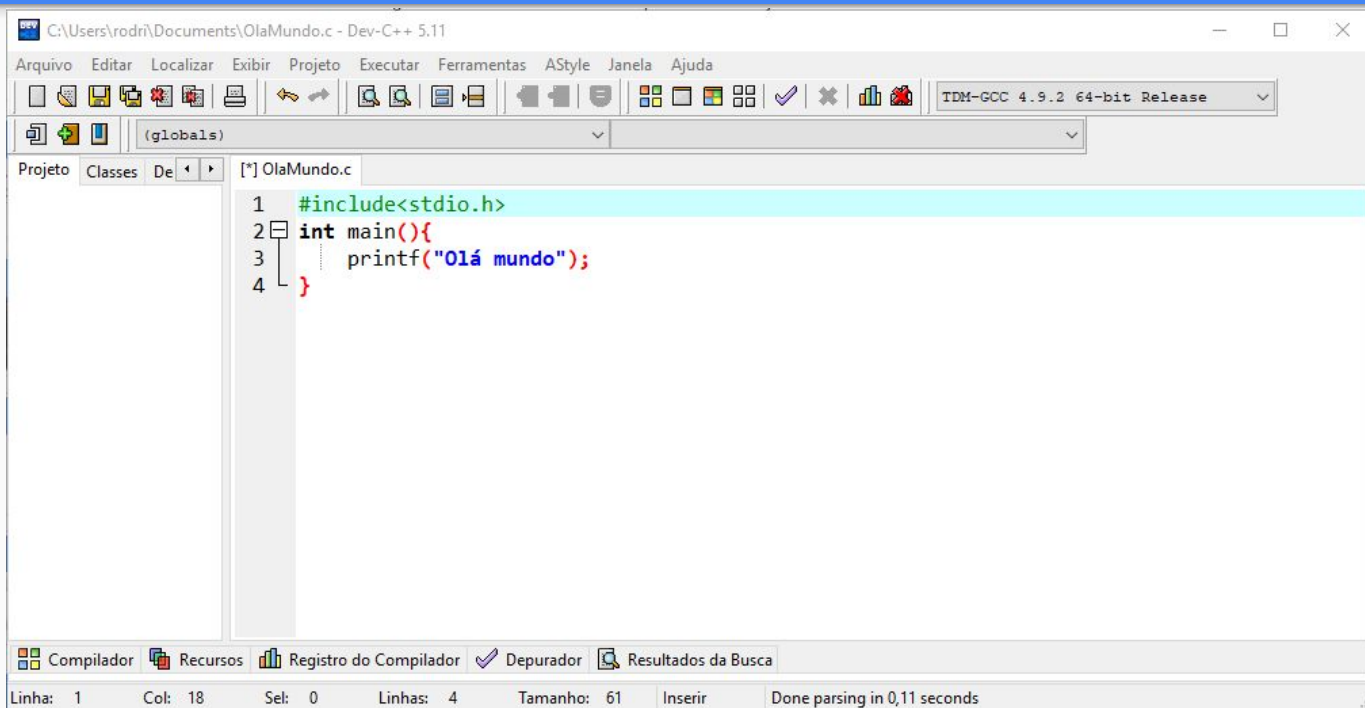 DEV
C:\Users\rodri\Documents\OlaMundo.c - Dev-C++ 5.11
Arquivo Editar Localizar Exibir Projeto Executar Ferramentas AStyle Janela Ajuda
TDM-GCC 4.9.2 64-bit Release
(globals)
Projeto Classes De [*] OlaMundo.c
1 #include<stdio.h>
2 int main(){
3 printf("Olá mundo");
4 }
Compilador Recursos Registro do Compilador Depurador Resultados da Busca
Linha: 1 Col: 18 Sel: 0 Linhas: 4 Tamanho: 61 Inserir Done parsing in 0,11 seconds